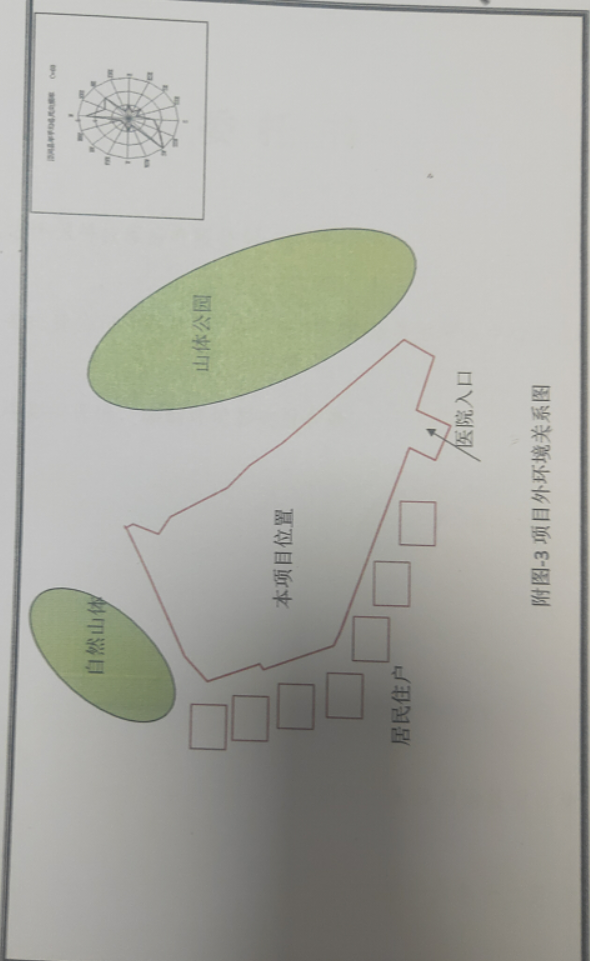 山体公园
自然山体
本项目位置
医院入口
居民住户
附图-3 项目外环境关系图